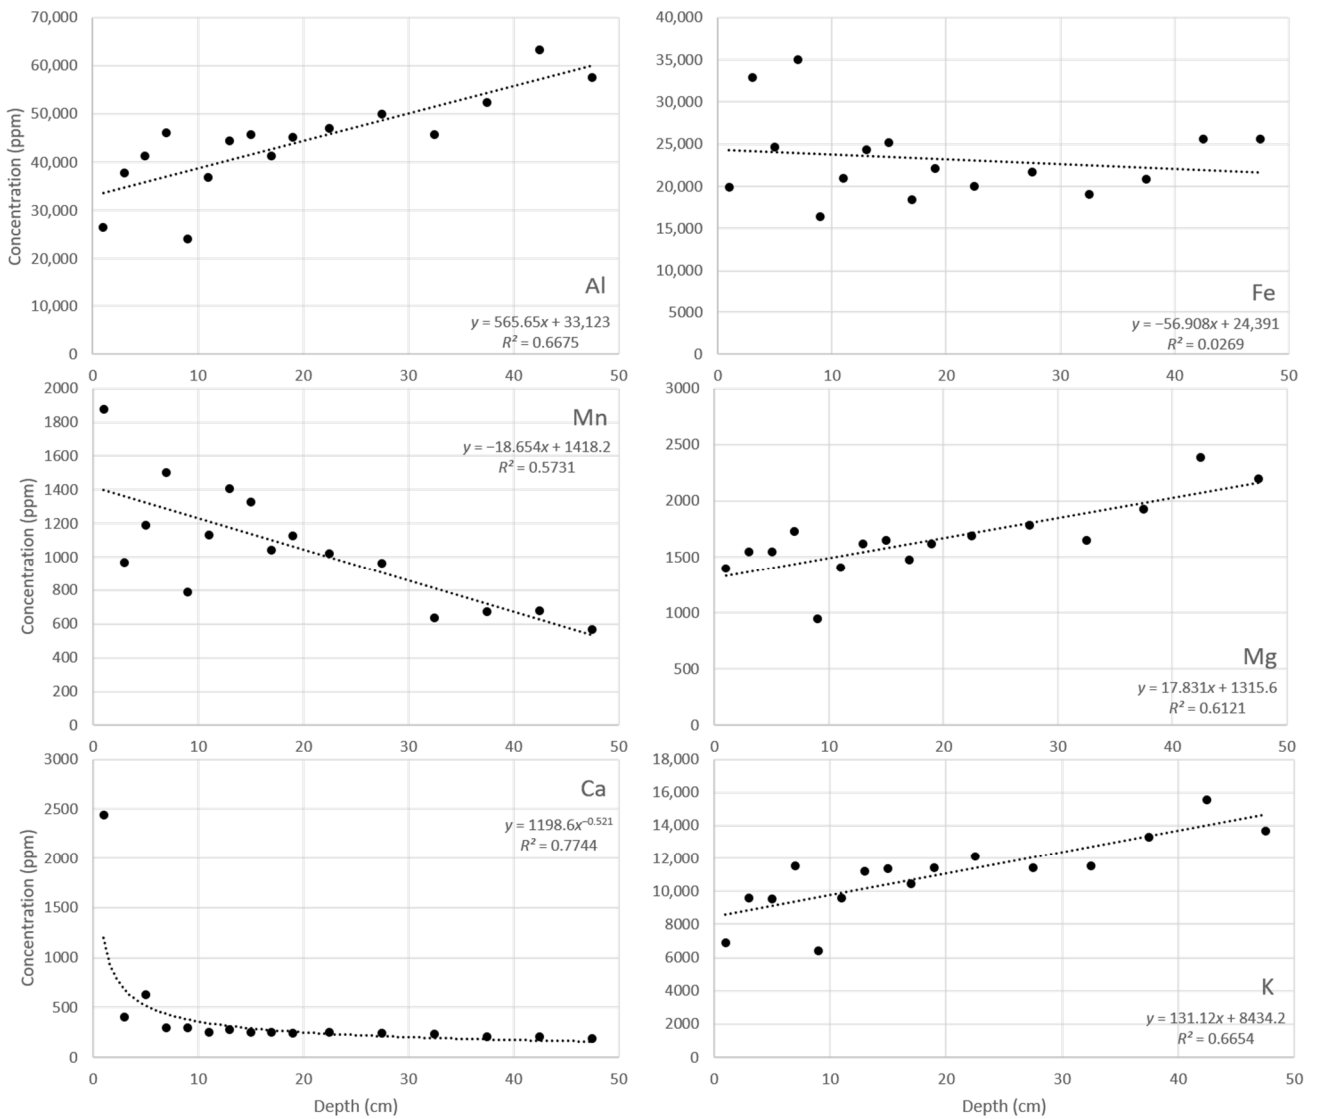 70,000
60,000
50,000
40,000
30,000
20,000
10,000
0
Concentration (ppm)
Al
y = 565.65x + 33,123
R² = 0.6675
0 10 20 30 40 50
40,000
35,000
30,000
25,000
20,000
15,000
10,000
5000
0
Fe
y = −56.908x + 24,391
R² = 0.0269
0 10 20 30 40 50
2000
1800
1600
1400
1200
1000
800
600
400
200
0
Concentration (ppm)
Mn
y = −18.654x + 1418.2
R² = 0.5731
0 10 20 30 40 50
3000
2500
2000
1500
1000
500
0
Mg
y = 17.831x + 1315.6
R² = 0.6121
0 10 20 30 40 50
3000
2500
2000
1500
1000
500
0
Concentration (ppm)
Ca
y = 1198.6x⁻⁰·⁵²¹
R² = 0.7744
0 10 20 30 40 50
Depth (cm)
18,000
16,000
14,000
12,000
10,000
8000
6000
4000
2000
0
K
y = 131.12x + 8434.2
R² = 0.6654
0 10 20 30 40 50
Depth (cm)